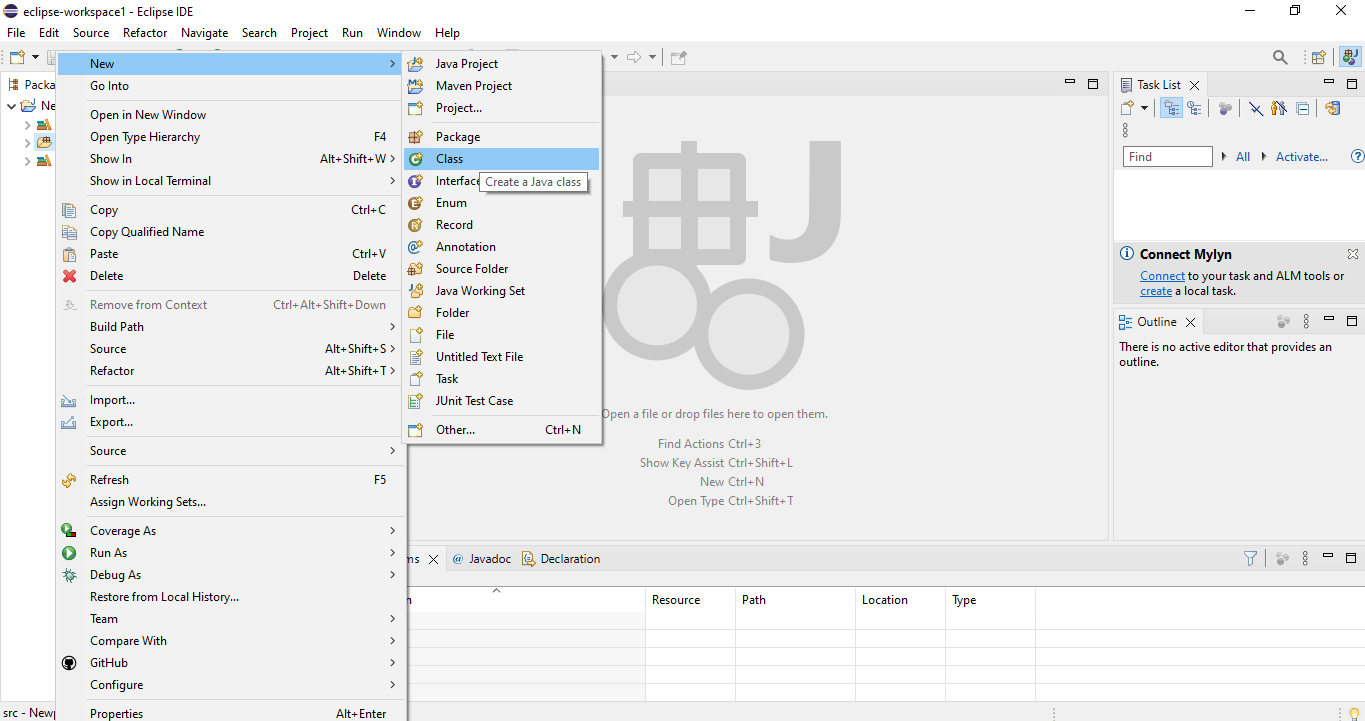 eclipse-workspace1 - Eclipse IDE
File Edit Source Refactor Navigate Search Project Run Window Help
Packa
Ne
New
Go Into
Open in New Window
Open Type Hierarchy F4
Show In Alt+Shift+W
Show in Local Terminal
Copy Ctrl+C
Copy Qualified Name
Paste Ctrl+V
Delete Delete
Remove from Context Ctrl+Alt+Shift+Down
Build Path
Source Alt+Shift+S
Refactor Alt+Shift+T
Import...
Export...
Source
Refresh F5
Assign Working Sets...
Coverage As
Run As
Debug As
Restore from Local History...
Team
Compare With
GitHub
Configure
Properties Alt+Enter
Java Project
Maven Project
Project...
Package
Class
Create a Java class
Interface
Enum
Record
Annotation
Source Folder
Java Working Set
Folder
File
Untitled Text File
Task
JUnit Test Case
Other... Ctrl+N
Open a file or drop files here to open them.
Find Actions Ctrl+3
Show Key Assist Ctrl+Shift+L
New Ctrl+N
Open Type Ctrl+Shift+T
Task List
Find All Activate...
Connect Mylyn
Connect to your task and ALM tools or
create a local task.
Outline
There is no active editor that provides an
outline.
ms @ Javadoc Declaration
n Resource Path Location Type
src - Newp